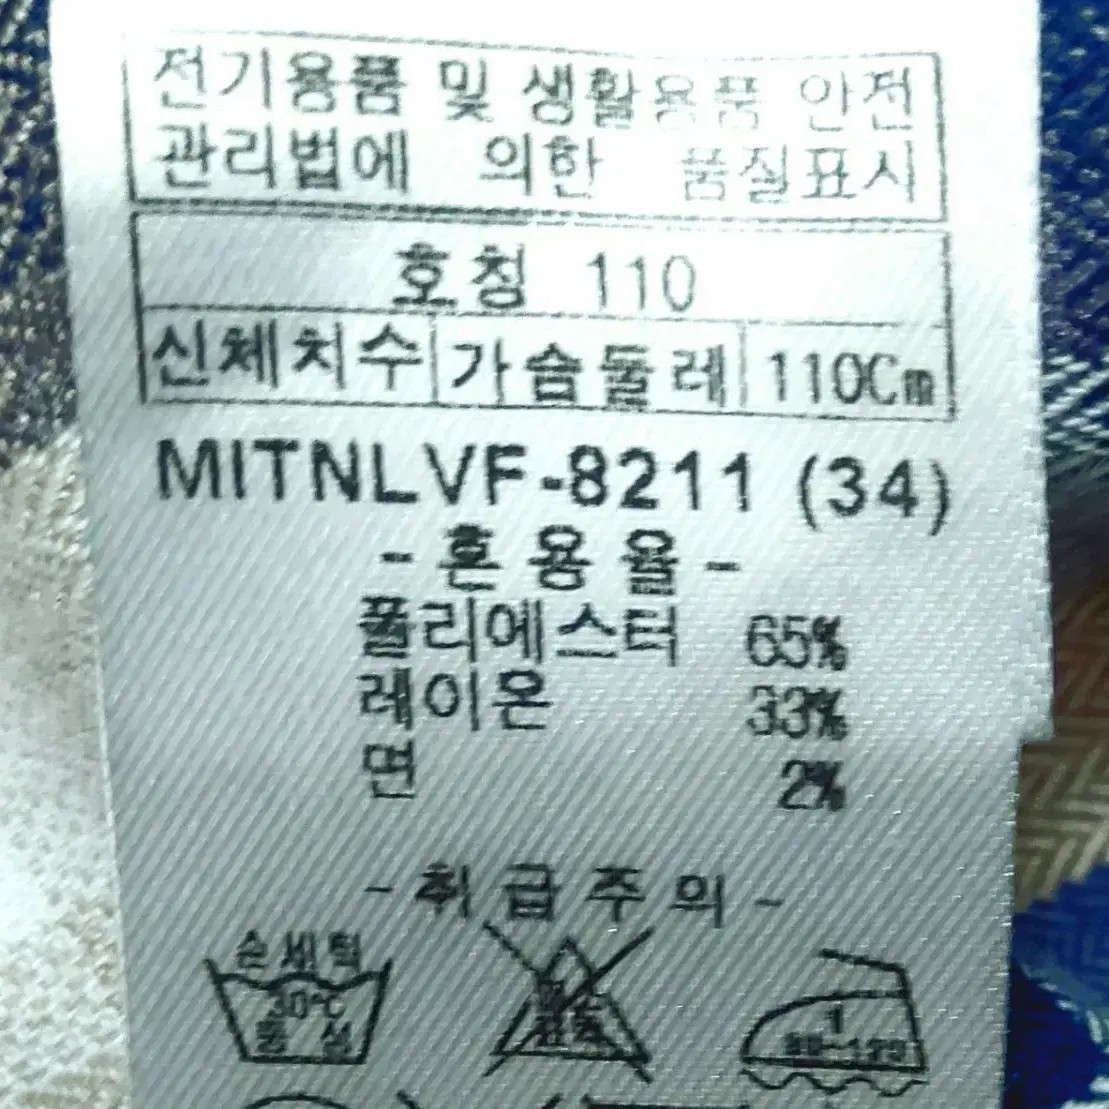 전기용품 및 생활용품 안전
관리법에 의한 품질표시
호칭 110
신체치수 가슴둘레 110Cm
MITNLVF-8211 (34)
- 혼용율 -
폴리에스터 65%
레이온 33%
면 2%
- 취급주의 -
손세탁
30℃
중성
1